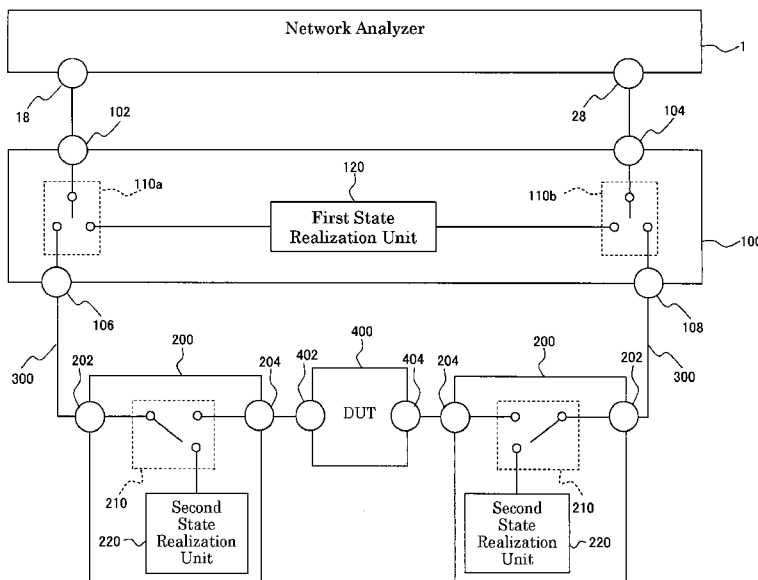 Network Analyzer
1
18
28
102
104
110a
120
110b
First State
Realization Unit
100
106
108
300
200
400
200
300
202
204
402
404
204
202
DUT
210
210
Second
State
Realization
Unit
220
Second
State
Realization
Unit
220